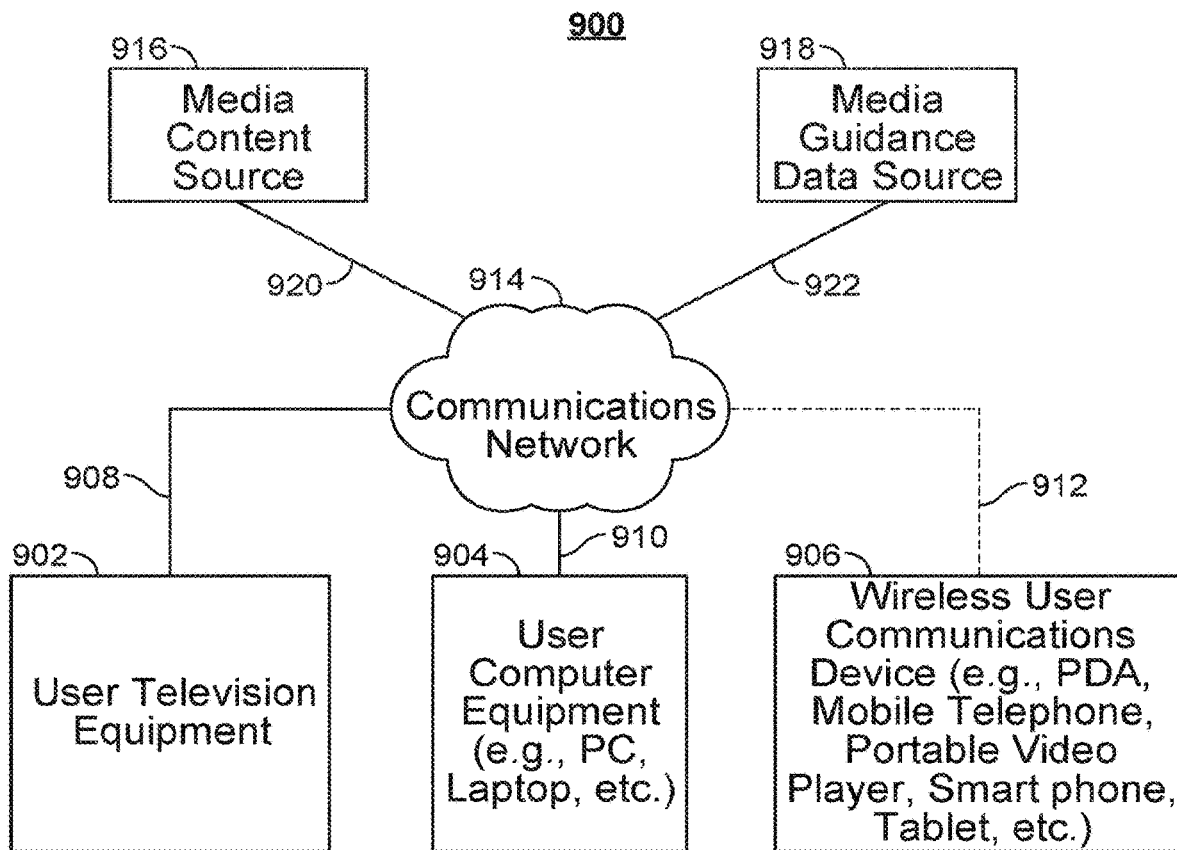 900
916
Media
Content
Source
918
Media
Guidance
Data Source
920
914
922
Communications
Network
908
912
902
904
910
906
User Television
Equipment
User
Computer
Equipment
(e.g., PC,
Laptop, etc.)
Wireless User
Communications
Device (e.g., PDA,
Mobile Telephone,
Portable Video
Player, Smart phone,
Tablet, etc.)